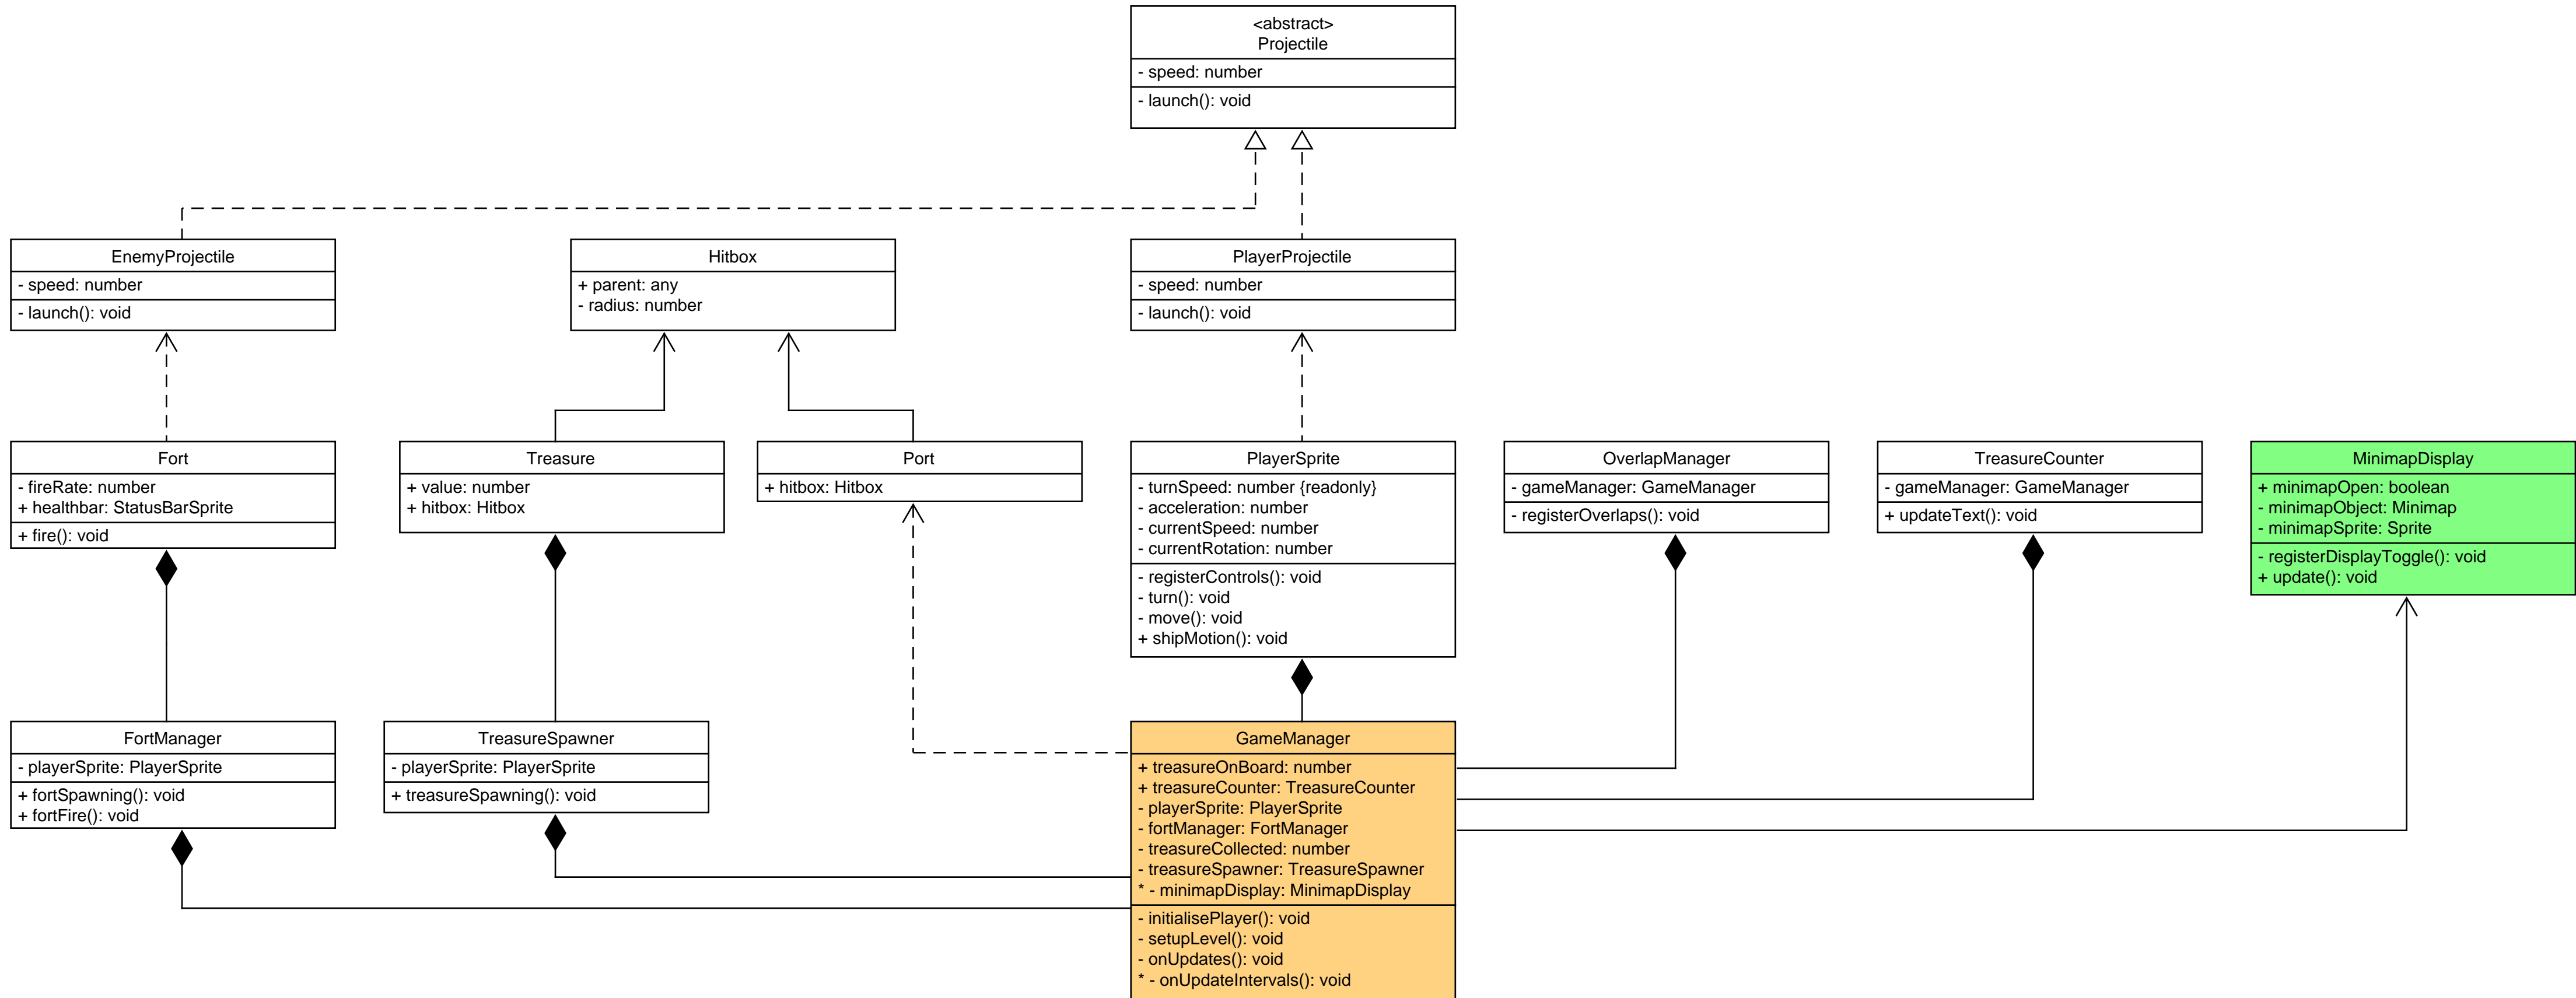 <abstract>
Projectile
- speed: number
- launch(): void
EnemyProjectile
- speed: number
- launch(): void
Hitbox
+ parent: any
- radius: number
PlayerProjectile
- speed: number
- launch(): void
Fort
- fireRate: number
+ healthbar: StatusBarSprite
+ fire(): void
Treasure
+ value: number
+ hitbox: Hitbox
Port
+ hitbox: Hitbox
PlayerSprite
- turnSpeed: number {readonly}
- acceleration: number
- currentSpeed: number
- currentRotation: number
- registerControls(): void
- turn(): void
- move(): void
+ shipMotion(): void
OverlapManager
- gameManager: GameManager
- registerOverlaps(): void
TreasureCounter
- gameManager: GameManager
+ updateText(): void
MinimapDisplay
+ minimapOpen: boolean
- minimapObject: Minimap
- minimapSprite: Sprite
- registerDisplayToggle(): void
+ update(): void
FortManager
- playerSprite: PlayerSprite
+ fortSpawning(): void
+ fortFire(): void
TreasureSpawner
- playerSprite: PlayerSprite
+ treasureSpawning(): void
GameManager
+ treasureOnBoard: number
+ treasureCounter: TreasureCounter
- playerSprite: PlayerSprite
- fortManager: FortManager
- treasureCollected: number
- treasureSpawner: TreasureSpawner
* - minimapDisplay: MinimapDisplay
- initialisePlayer(): void
- setupLevel(): void
- onUpdates(): void
* - onUpdateIntervals(): void